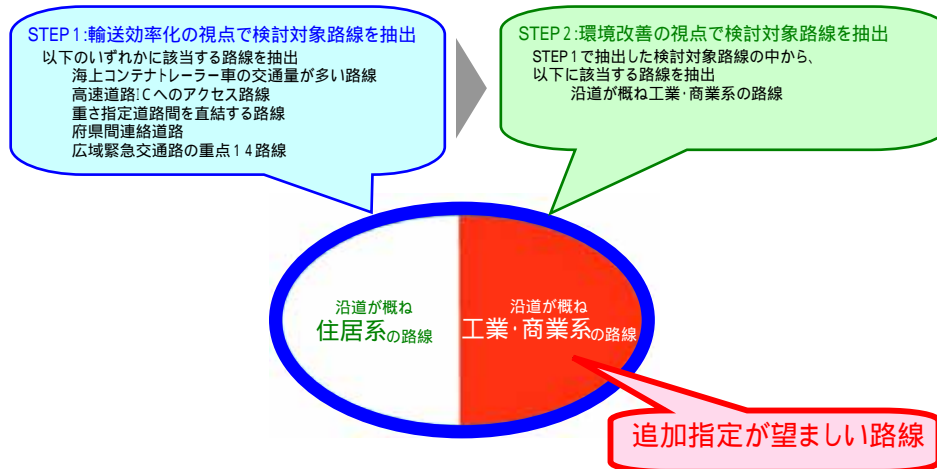 STEP1:輸送効率化の視点で検討対象路線を抽出
以下のいずれかに該当する路線を抽出
海上コンテナトレーラー車の交通量が多い路線
高速道路ICへのアクセス路線
重さ指定道路間を直結する路線
府県間連絡道路
広域緊急交通路の重点14路線
STEP2:環境改善の視点で検討対象路線を抽出
STEP1で抽出した検討対象路線の中から、
以下に該当する路線を抽出
沿道が概ね工業・商業系の路線
沿道が概ね
住居系の路線
沿道が概ね
工業・商業系の路線
追加指定が望ましい路線